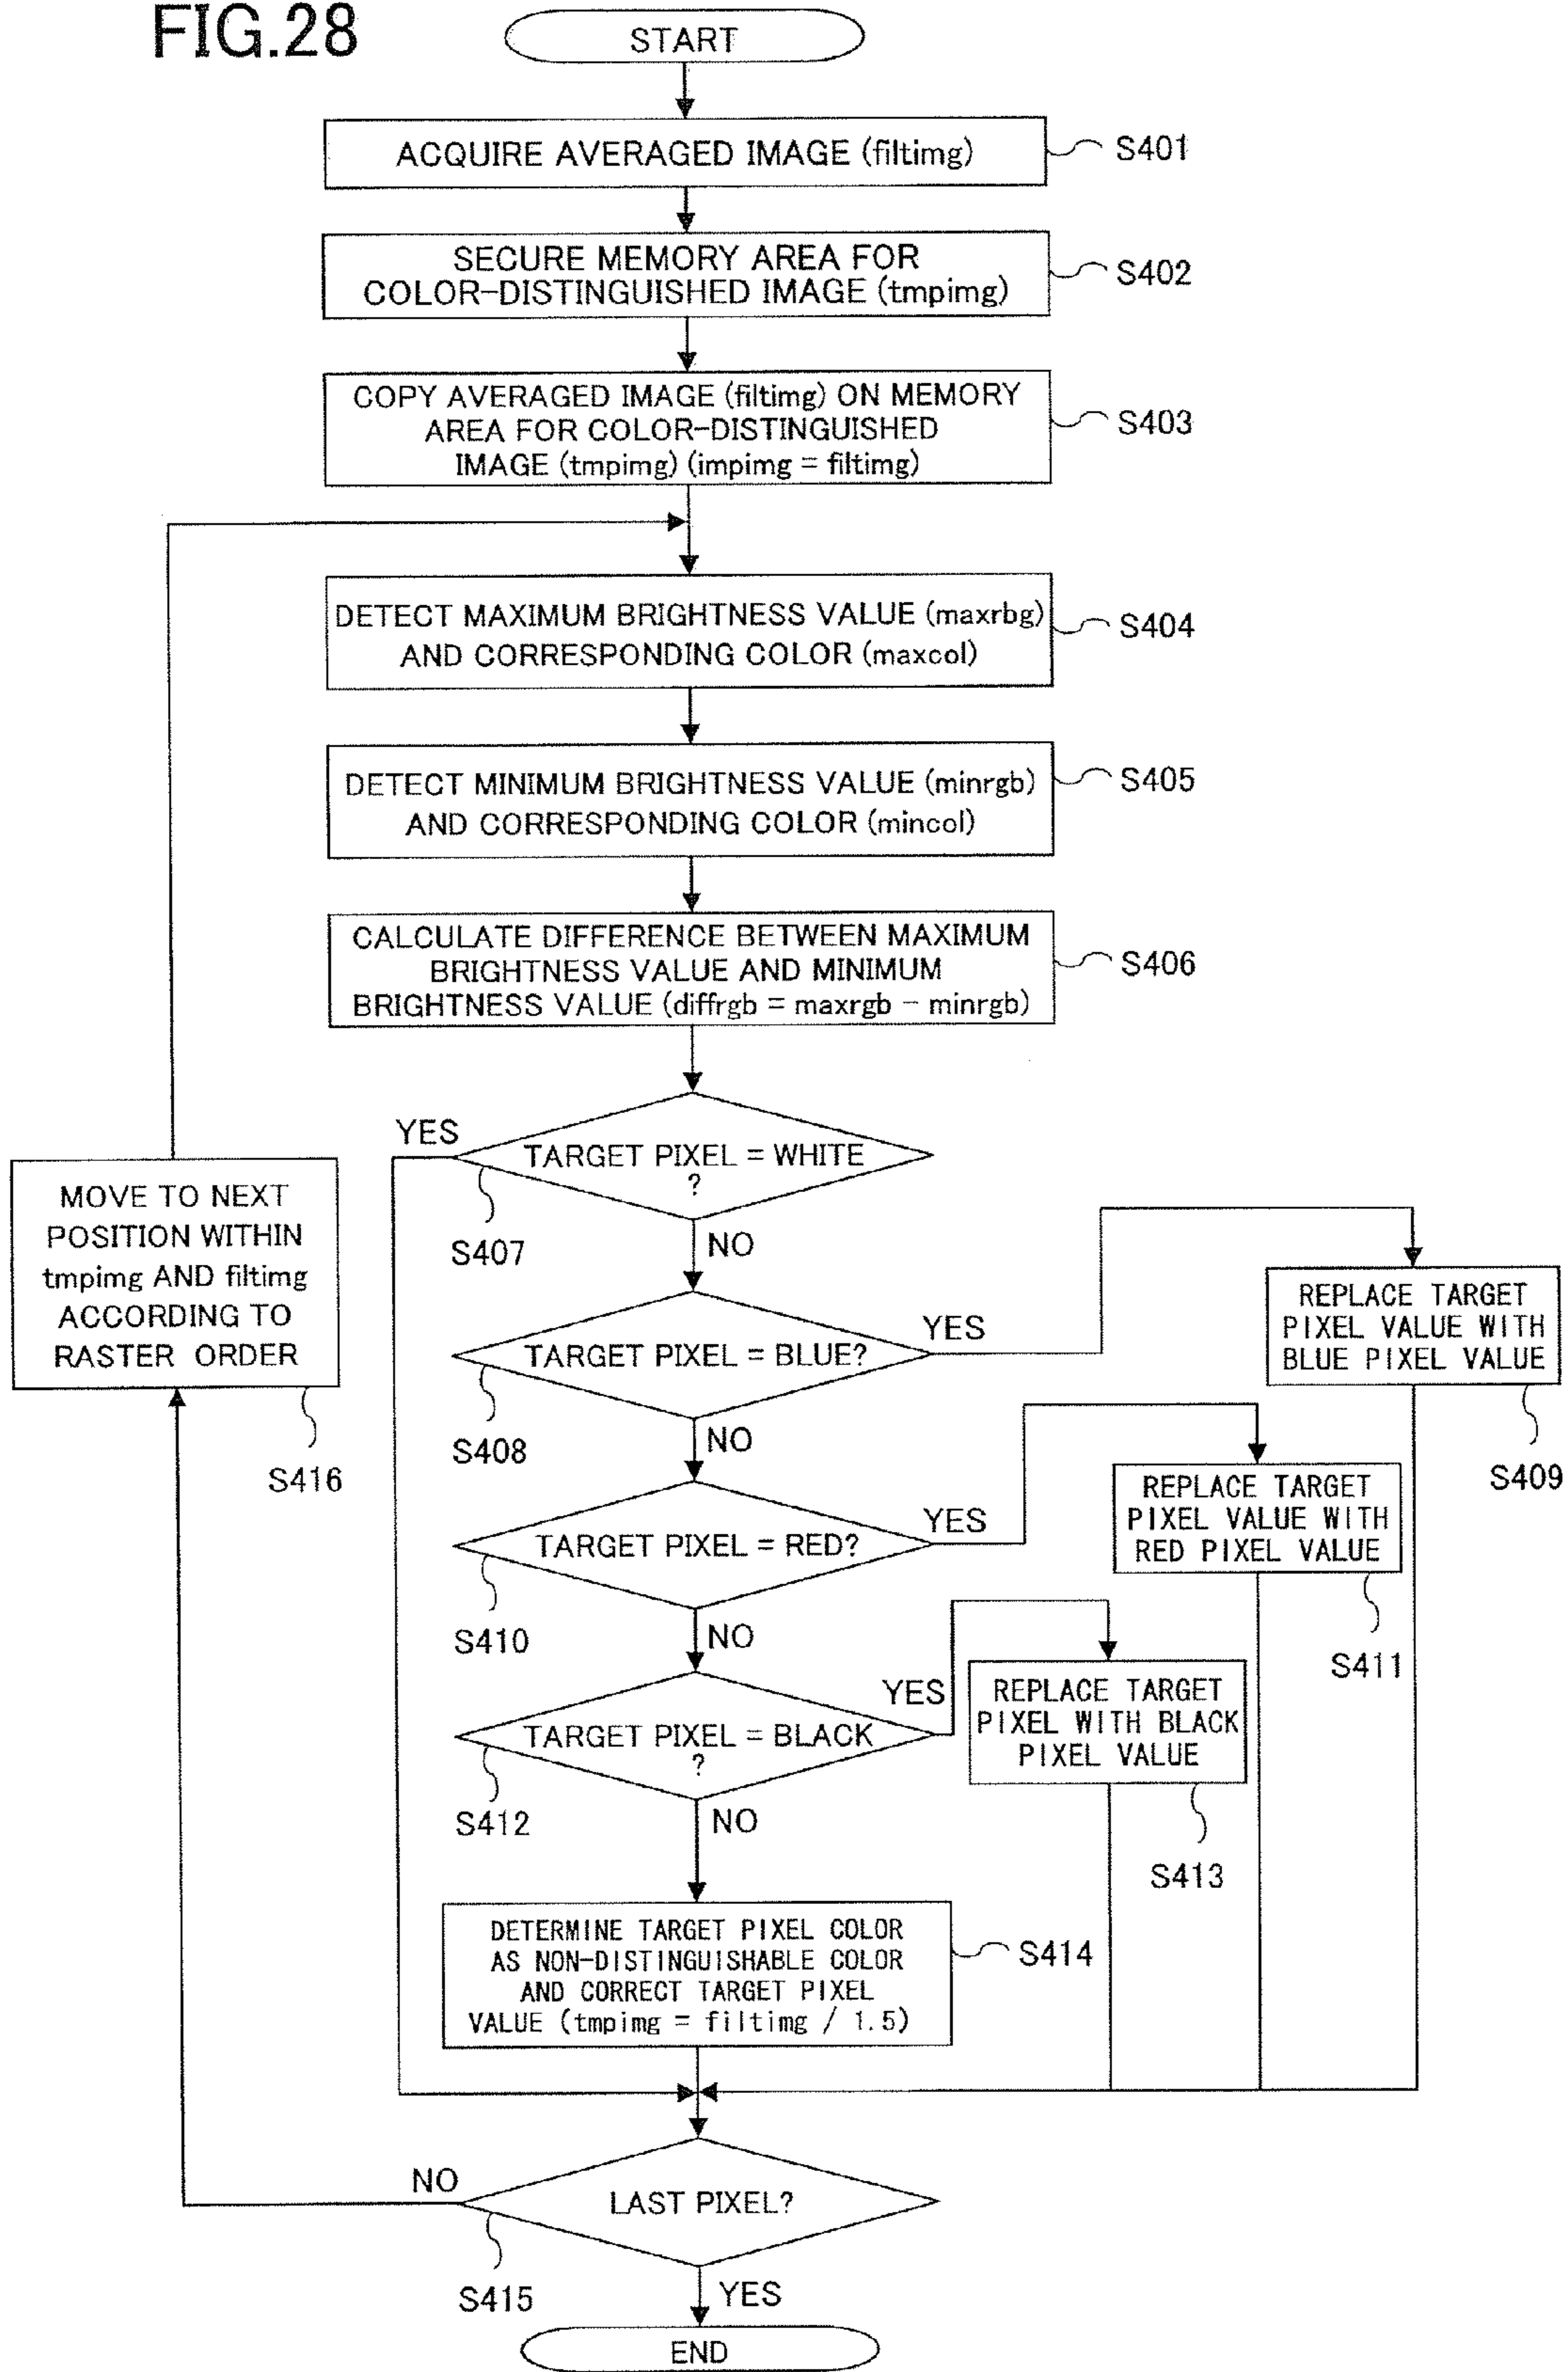 FIG.28
START
ACQUIRE AVERAGED IMAGE (filtimg)
S401
SECURE MEMORY AREA FOR
COLOR-DISTINGUISHED IMAGE (tmpimg)
S402
COPY AVERAGED IMAGE (filtimg) ON MEMORY
AREA FOR COLOR-DISTINGUISHED
IMAGE (tmpimg) (impimg = filtimg)
S403
DETECT MAXIMUM BRIGHTNESS VALUE (maxrbg)
AND CORRESPONDING COLOR (maxcol)
S404
DETECT MINIMUM BRIGHTNESS VALUE (minrgb)
AND CORRESPONDING COLOR (mincol)
S405
CALCULATE DIFFERENCE BETWEEN MAXIMUM
BRIGHTNESS VALUE AND MINIMUM
BRIGHTNESS VALUE (diffrgb = maxrgb - minrgb)
S406
YES
TARGET PIXEL = WHITE
?
S407
NO
MOVE TO NEXT
POSITION WITHIN
tmpimg AND filtimg
ACCORDING TO
RASTER ORDER
S416
TARGET PIXEL = BLUE?
YES
S408
NO
REPLACE TARGET
PIXEL VALUE WITH
BLUE PIXEL VALUE
S409
TARGET PIXEL = RED?
YES
S410
NO
REPLACE TARGET
PIXEL VALUE WITH
RED PIXEL VALUE
S411
TARGET PIXEL = BLACK
?
YES
S412
NO
REPLACE TARGET
PIXEL WITH BLACK
PIXEL VALUE
S413
DETERMINE TARGET PIXEL COLOR
AS NON-DISTINGUISHABLE COLOR
AND CORRECT TARGET PIXEL
VALUE (tmpimg = filtimg / 1.5)
S414
NO
LAST PIXEL?
S415
YES
END